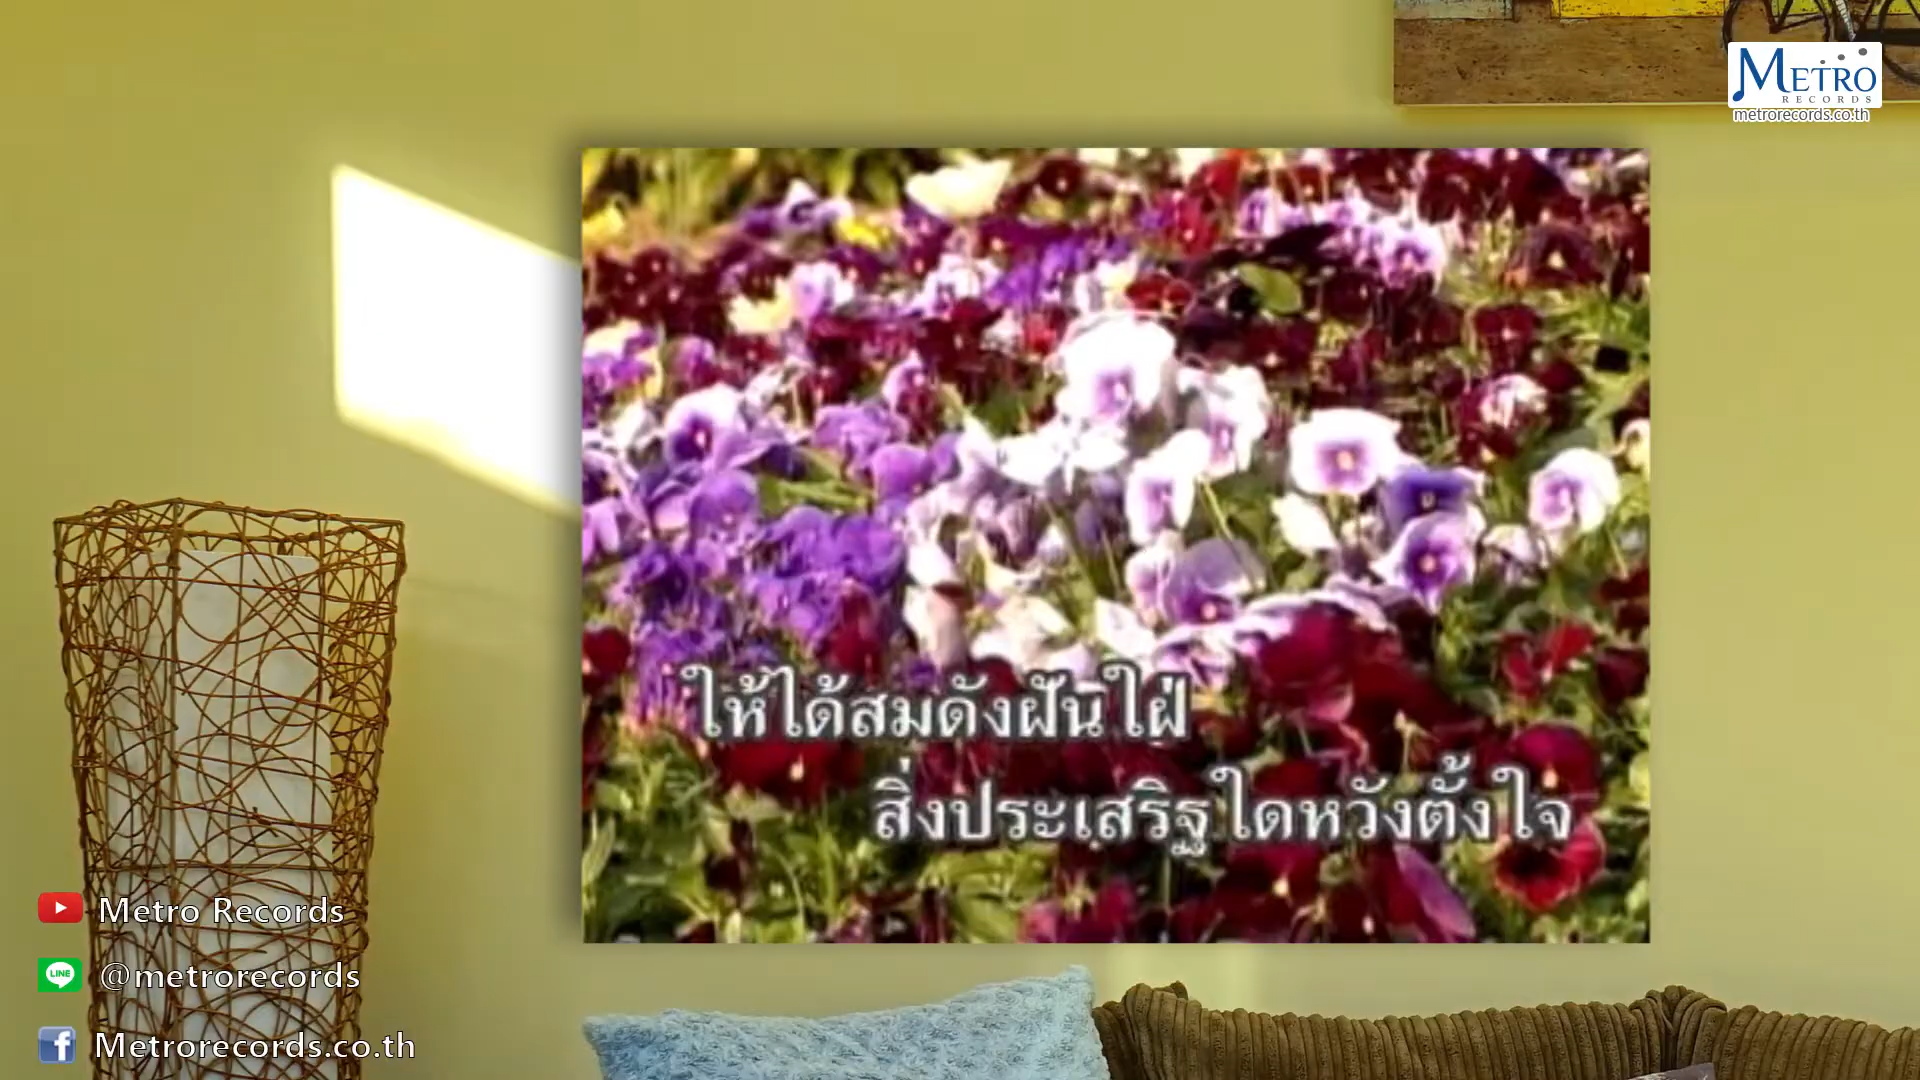 METRO
RECORDS
metrorecords.co.th
ให้ได้สมดังฝันใฝ่
สิ่งประเสริฐใดหวังตั้งใจ
Metro Records
LINE
@metrorecords
f
Metrorecords.co.th